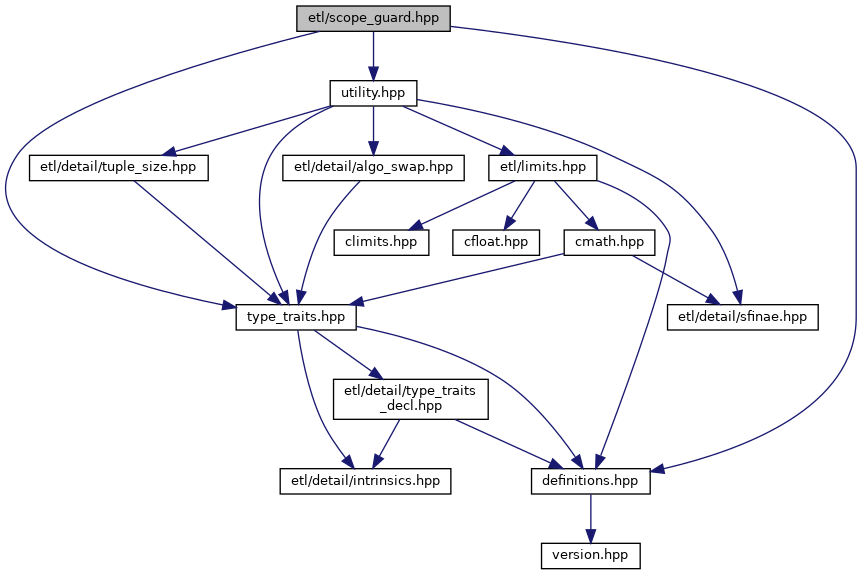 etl/scope_guard.hpp
utility.hpp
etl/detail/tuple_size.hpp
etl/detail/algo_swap.hpp
etl/limits.hpp
climits.hpp
cfloat.hpp
cmath.hpp
type_traits.hpp
etl/detail/sfinae.hpp
etl/detail/type_traits
_decl.hpp
etl/detail/intrinsics.hpp
definitions.hpp
version.hpp